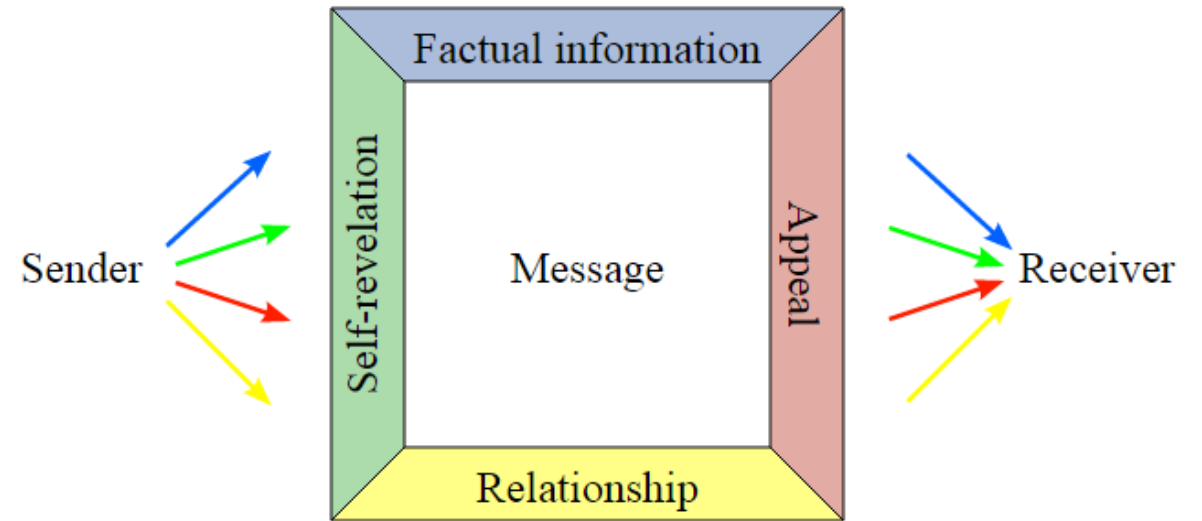 Factual information
Sender
Self-revelation
Message
Appeal
Receiver
Relationship